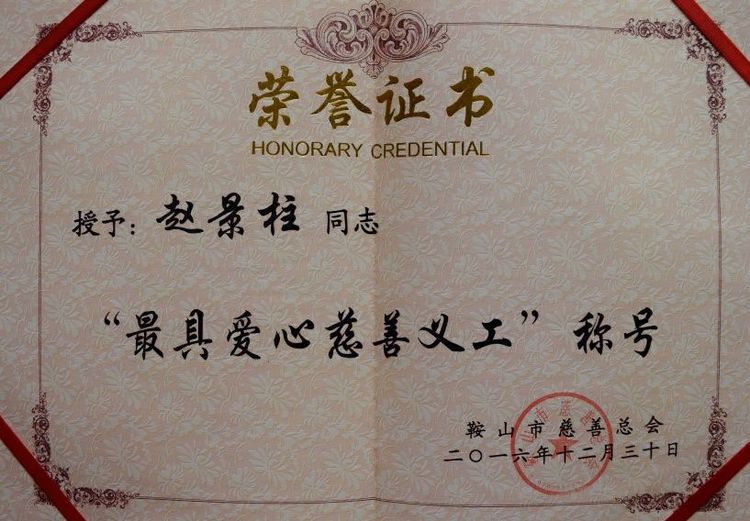 荣誉证书
HONORARY CREDENTIAL
授予：赵景柱 同志
“最具爱心慈善义工”称号
鞍山市慈善总会
二〇一六年十二月三十日